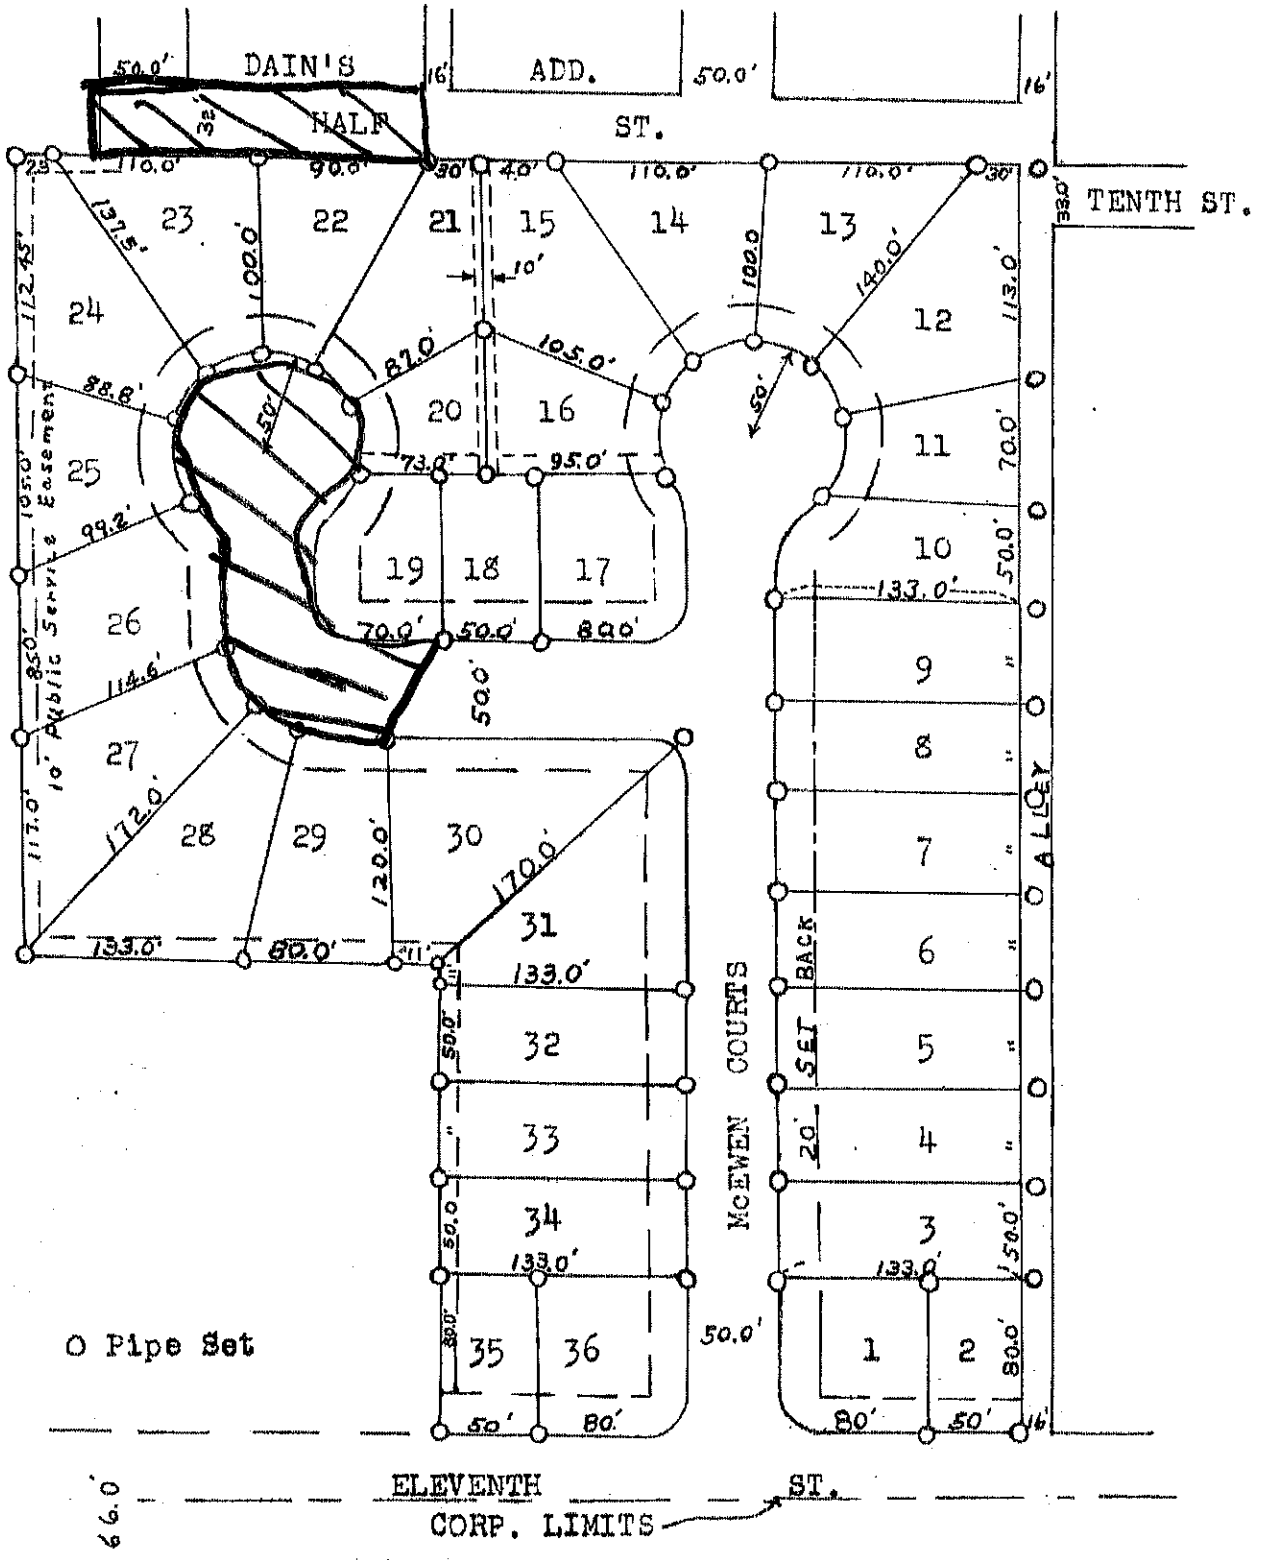 50.0' DAIN'S 16' ADD. 50.0' 16'
32' HALF ST.
25' 110.0' 90.0' 30' 40' 110.0' 110.0' 30'
33.0' TENTH ST.
23 22 21 15 14 13
137.5' 100.0' 10' 100.0 140.0' 113.0'
112.45' 24 12
87.0' 105.0' 50' 50'
88.8' 20 16 11 70.0'
25 105.0' 73.0' 95.0'
99.2' 10' Public Service Easement
19 18 17 10 50.0'
133.0'
26 85.0' 70.0' 50.0' 80.0'
114.6' 50.0' 9 "
27 8 "
117.0' 172.0' 28 29 120.0' 30 170.0' 7 " ALLEY
31
133.0' 80.0' 11' 133.0' 11' 6 "
50.0' 32 McEWEN COURTS 20' SET BACK 5 "
" 33 4 "
50.0 34 3 150.0'
133.0' 133.0'
O Pipe Set 80.0' 35 36 50.0' 1 2 80.0'
50' 80' 80' 50' 16'
66.0' ELEVENTH ST.
CORP. LIMITS